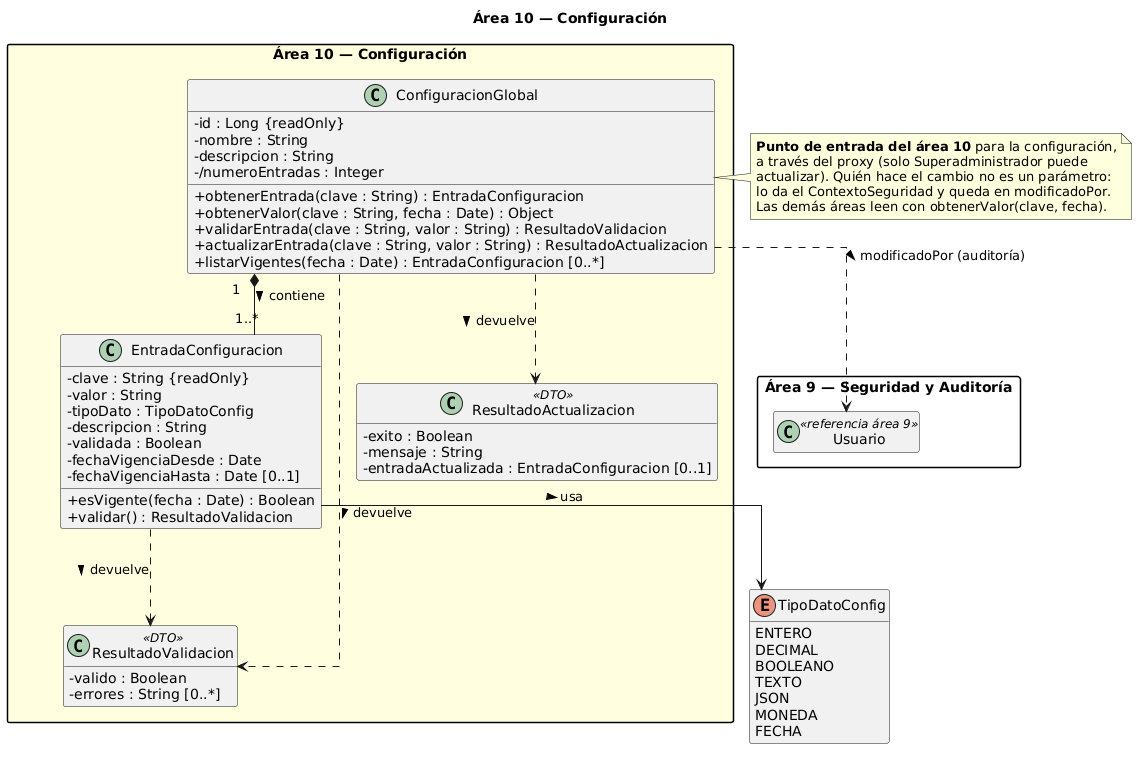 Área 10 — Configuración
Área 10 — Configuración
C ConfiguracionGlobal
-id : Long {readOnly}
-nombre : String
-descripcion : String
-/numeroEntradas : Integer
+obtenerEntrada(clave : String) : EntradaConfiguracion
+obtenerValor(clave : String, fecha : Date) : Object
+validarEntrada(clave : String, valor : String) : ResultadoValidacion
+actualizarEntrada(clave : String, valor : String) : ResultadoActualizacion
+listarVigentes(fecha : Date) : EntradaConfiguracion [0..*]
Punto de entrada del área 10 para la configuración,
a través del proxy (solo Superadministrador puede
actualizar). Quién hace el cambio no es un parámetro:
lo da el ContextoSeguridad y queda en modificadoPor.
Las demás áreas leen con obtenerValor(clave, fecha).
modificadoPor (auditoría)
1
contiene
1..*
devuelve
C EntradaConfiguracion
-clave : String {readOnly}
-valor : String
-tipoDato : TipoDatoConfig
-descripcion : String
-validada : Boolean
-fechaVigenciaDesde : Date
-fechaVigenciaHasta : Date [0..1]
+esVigente(fecha : Date) : Boolean
+validar() : ResultadoValidacion
C «DTO»
ResultadoActualizacion
-exito : Boolean
-mensaje : String
-entradaActualizada : EntradaConfiguracion [0..1]
Área 9 — Seguridad y Auditoría
C «referencia área 9»
Usuario
usa
devuelve
devuelve
C «DTO»
ResultadoValidacion
-valido : Boolean
-errores : String [0..*]
E TipoDatoConfig
ENTERO
DECIMAL
BOOLEANO
TEXTO
JSON
MONEDA
FECHA